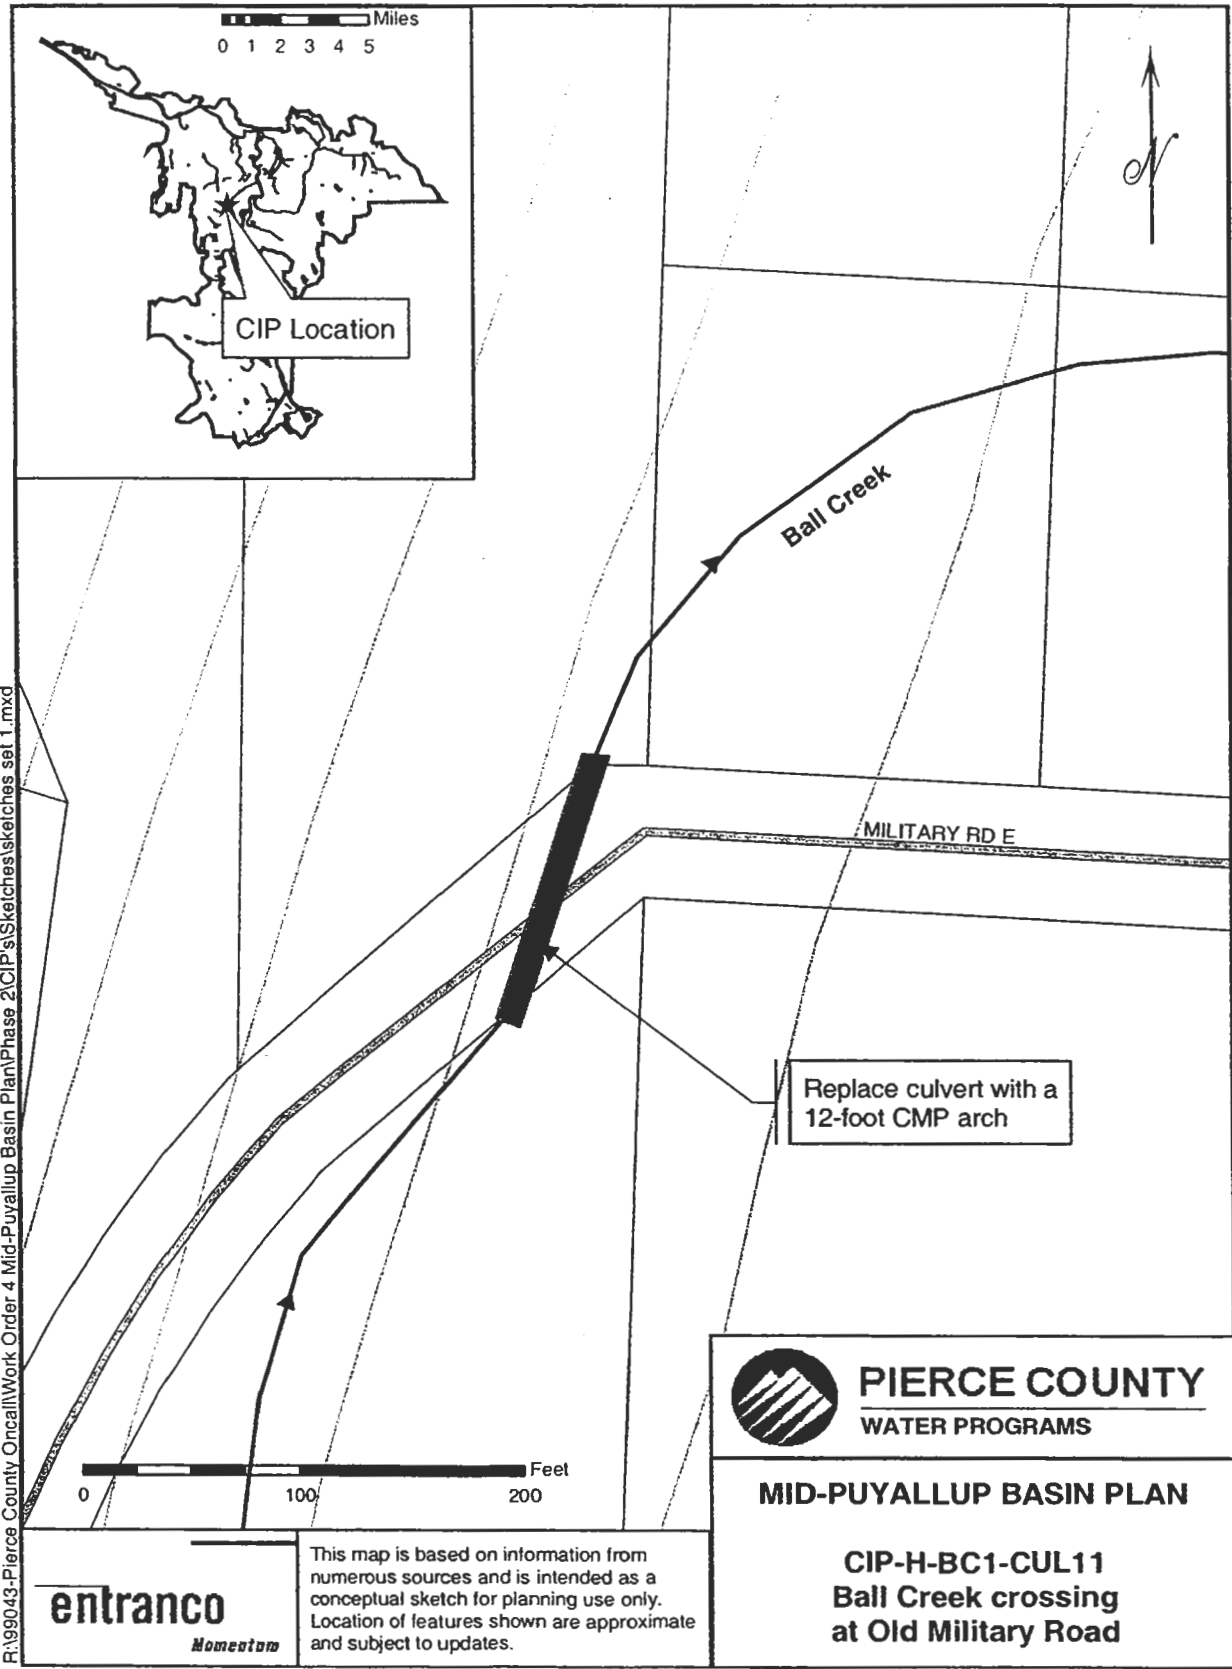 Miles
0 1 2 3 4 5
N
CIP Location
Ball Creek
MILITARY RD E
Replace culvert with a
12-foot CMP arch
Feet
0 100 200
R:\99043-Pierce County Oncall\Work Order 4 Mid-Puyallup Basin Plan\Phase 2\CIP's\Sketches\sketches set 1.mxd
PIERCE COUNTY
WATER PROGRAMS
MID-PUYALLUP BASIN PLAN
CIP-H-BC1-CUL11
Ball Creek crossing
at Old Military Road
entranco
Momentum
This map is based on information from
numerous sources and is intended as a
conceptual sketch for planning use only.
Location of features shown are approximate
and subject to updates.